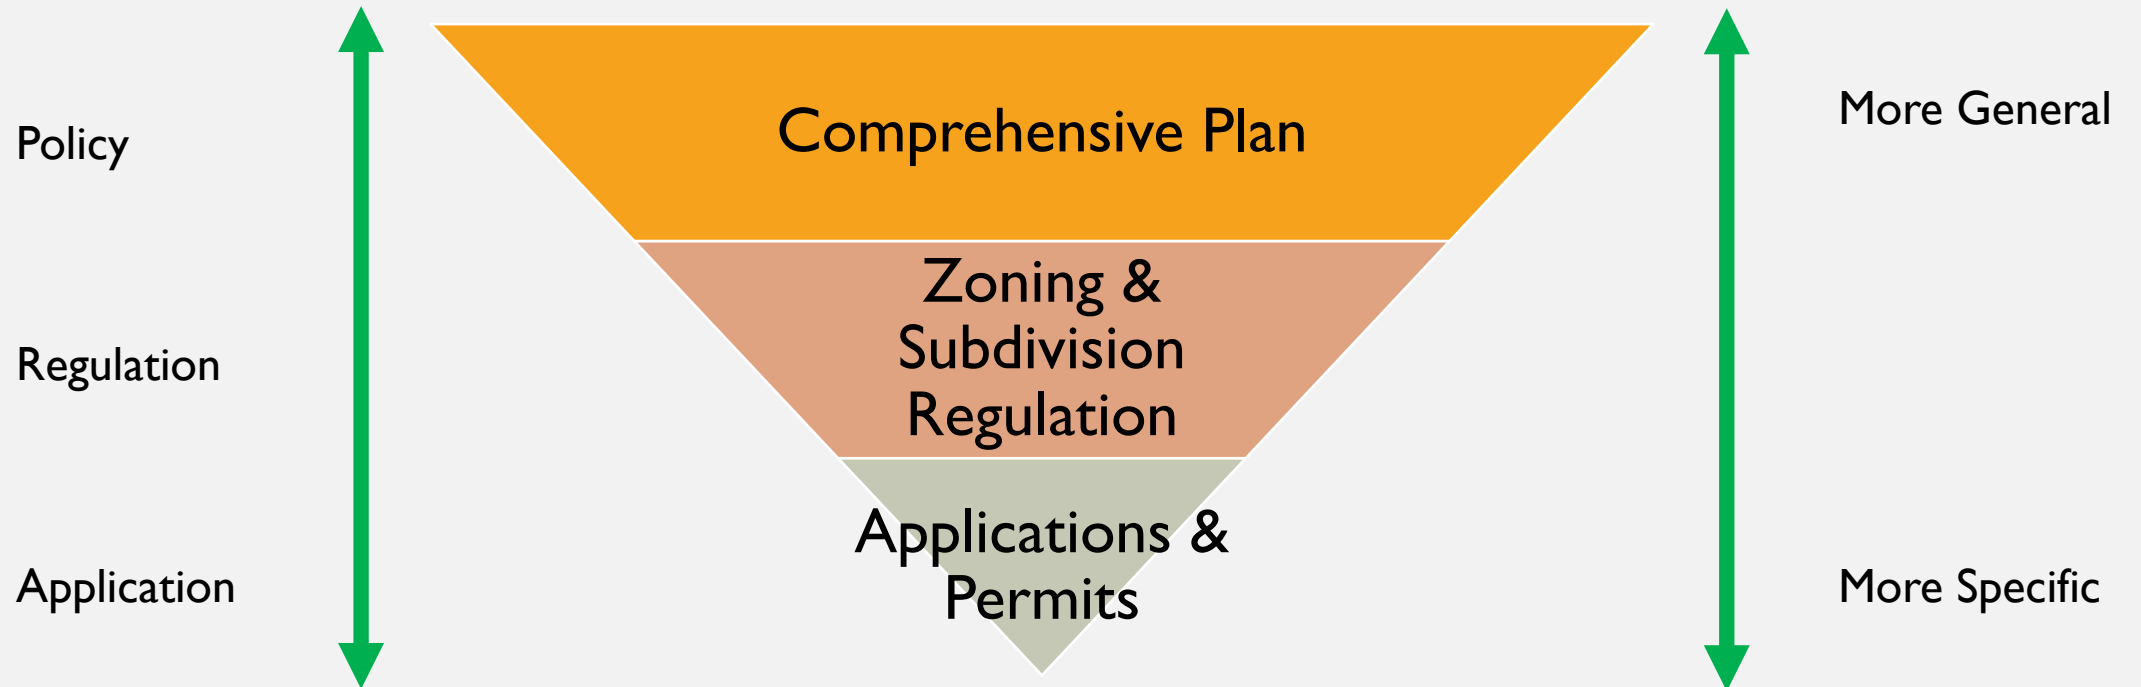 Policy
Comprehensive Plan
More General
Regulation
Zoning &
Subdivision
Regulation
Application
Applications &
Permits
More Specific